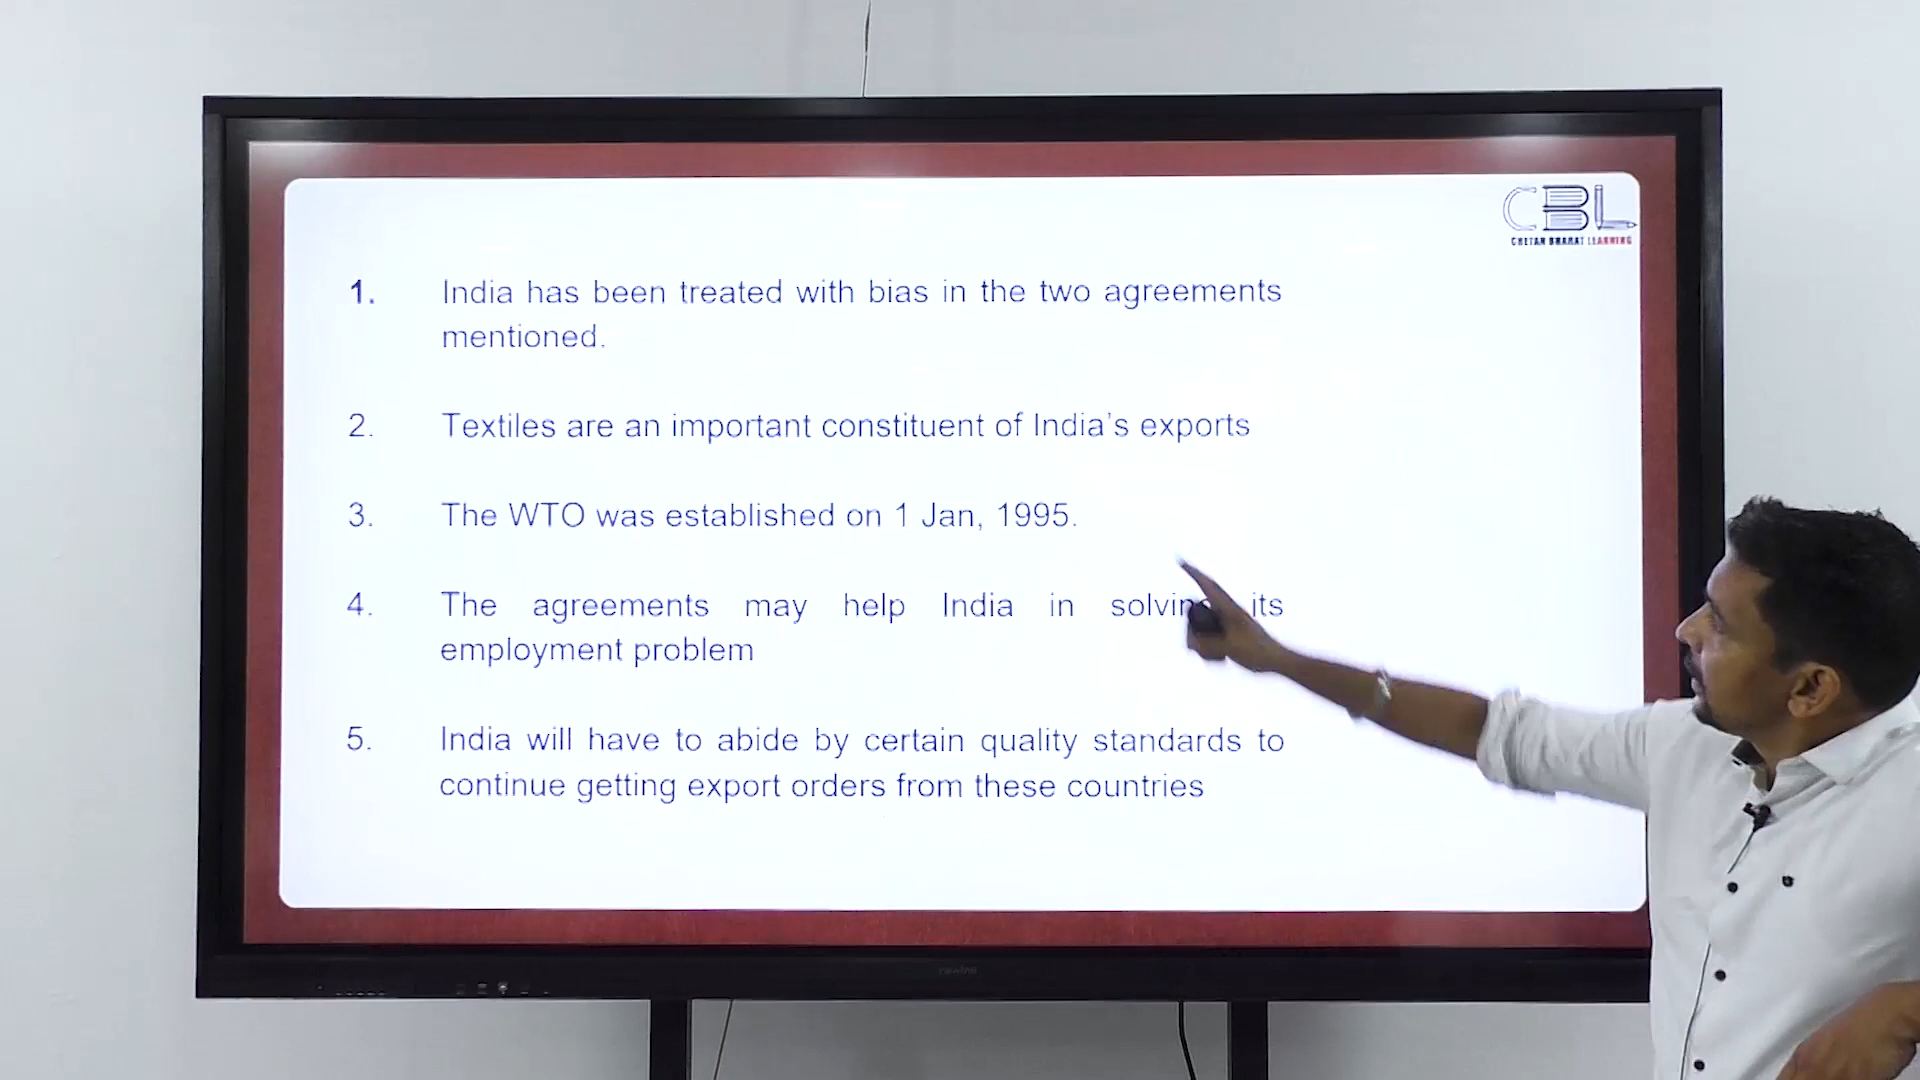 CBL
CHETAN BHARAT LEARNING
1. India has been treated with bias in the two agreements
mentioned.
2. Textiles are an important constituent of India's exports
3. The WTO was established on 1 Jan, 1995.
4. The agreements may help India in solving its
employment problem
5. India will have to abide by certain quality standards to
continue getting export orders from these countries